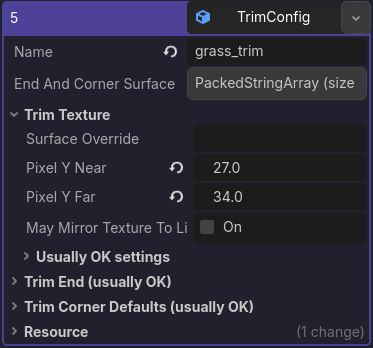 5
TrimConfig
Name
grass_trim
End And Corner Surface
PackedStringArray (size
Trim Texture
Surface Override
Pixel Y Near
27.0
Pixel Y Far
34.0
May Mirror Texture To Li
On
Usually OK settings
Trim End (usually OK)
Trim Corner Defaults (usually OK)
Resource
(1 change)